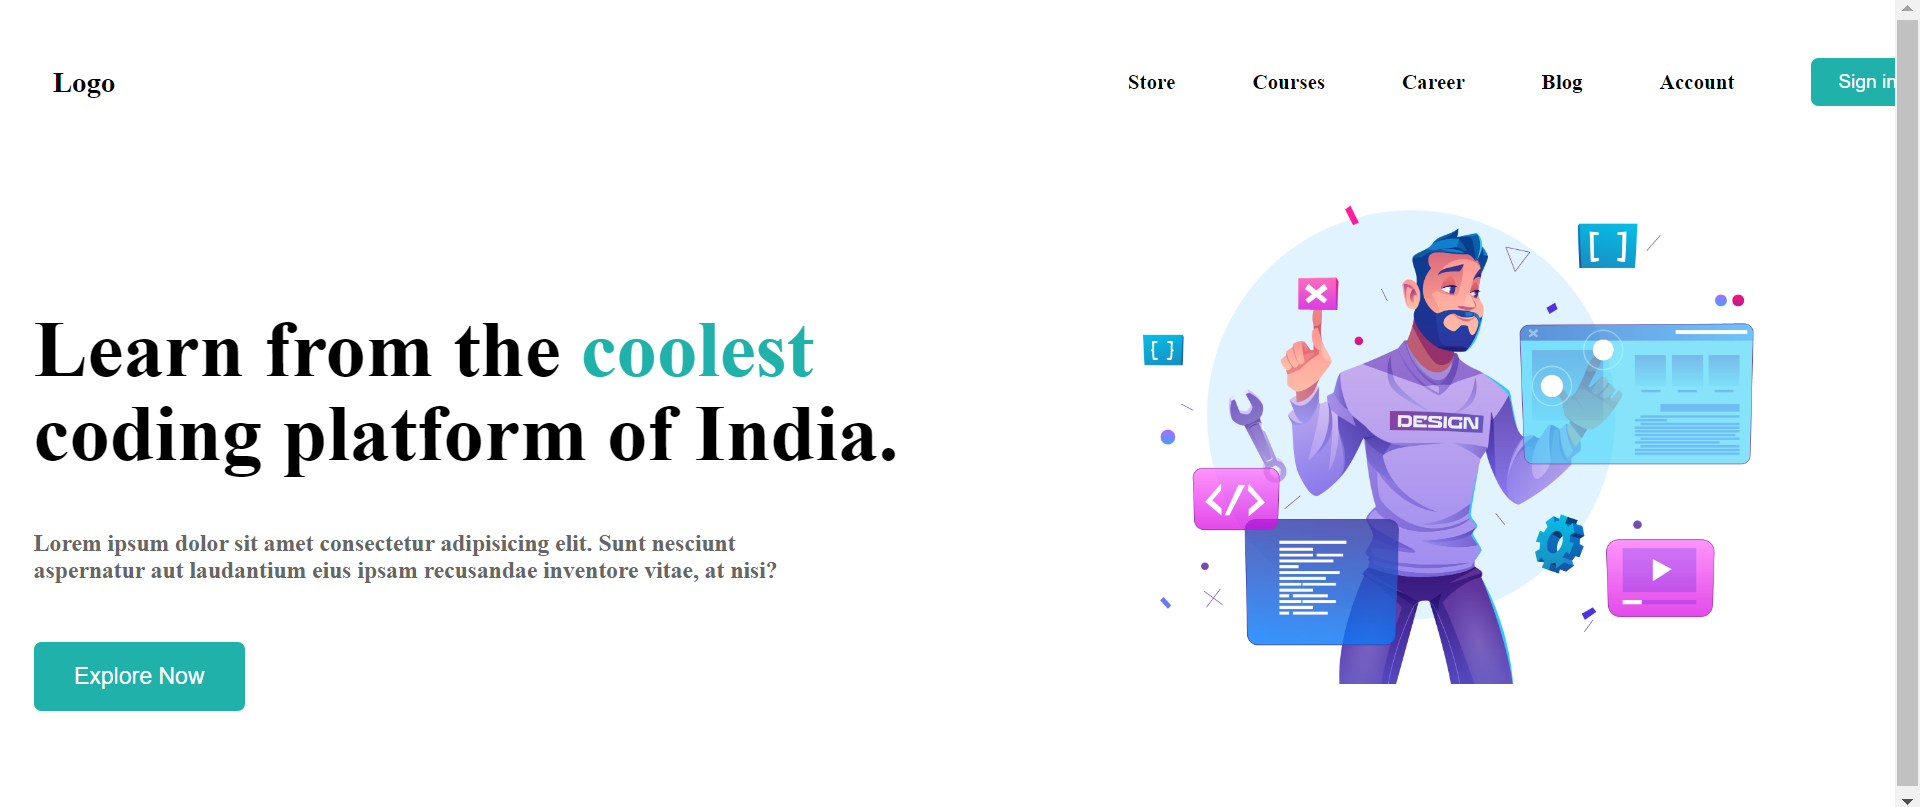 Logo
Store
Courses
Career
Blog
Account
Sign in
Learn from the coolest
coding platform of India.
Lorem ipsum dolor sit amet consectetur adipisicing elit. Sunt nesciunt
aspernatur aut laudantium eius ipsam recusandae inventore vitae, at nisi?
Explore Now
[ ]
{ }
DESIGN
</>